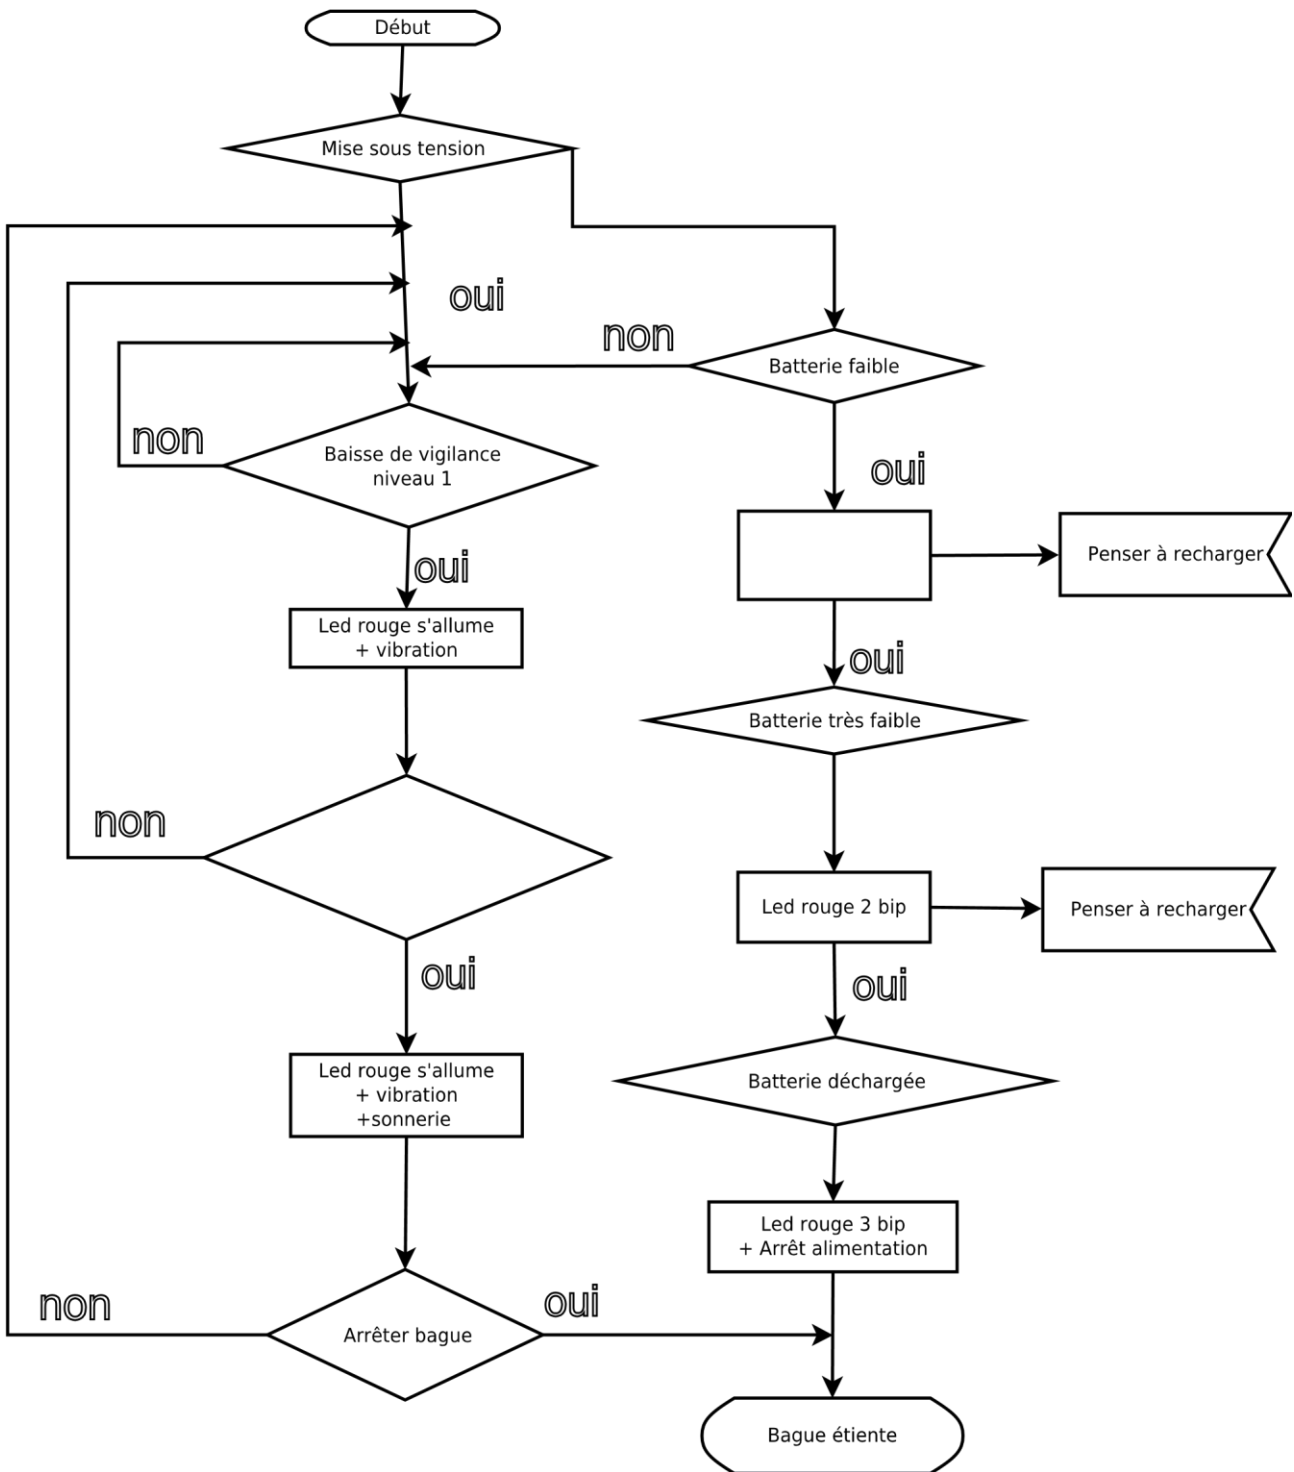 Début
Mise sous tension
oui
non
Batterie faible
non
Baisse de vigilance
niveau 1
oui
oui
Penser à recharger
Led rouge s'allume
+ vibration
oui
Batterie très faible
non
Led rouge 2 bip
Penser à recharger
oui
oui
Led rouge s'allume
+ vibration
+sonnerie
Batterie déchargée
Led rouge 3 bip
+ Arrêt alimentation
non
oui
Arrêter bague
Bague étiente